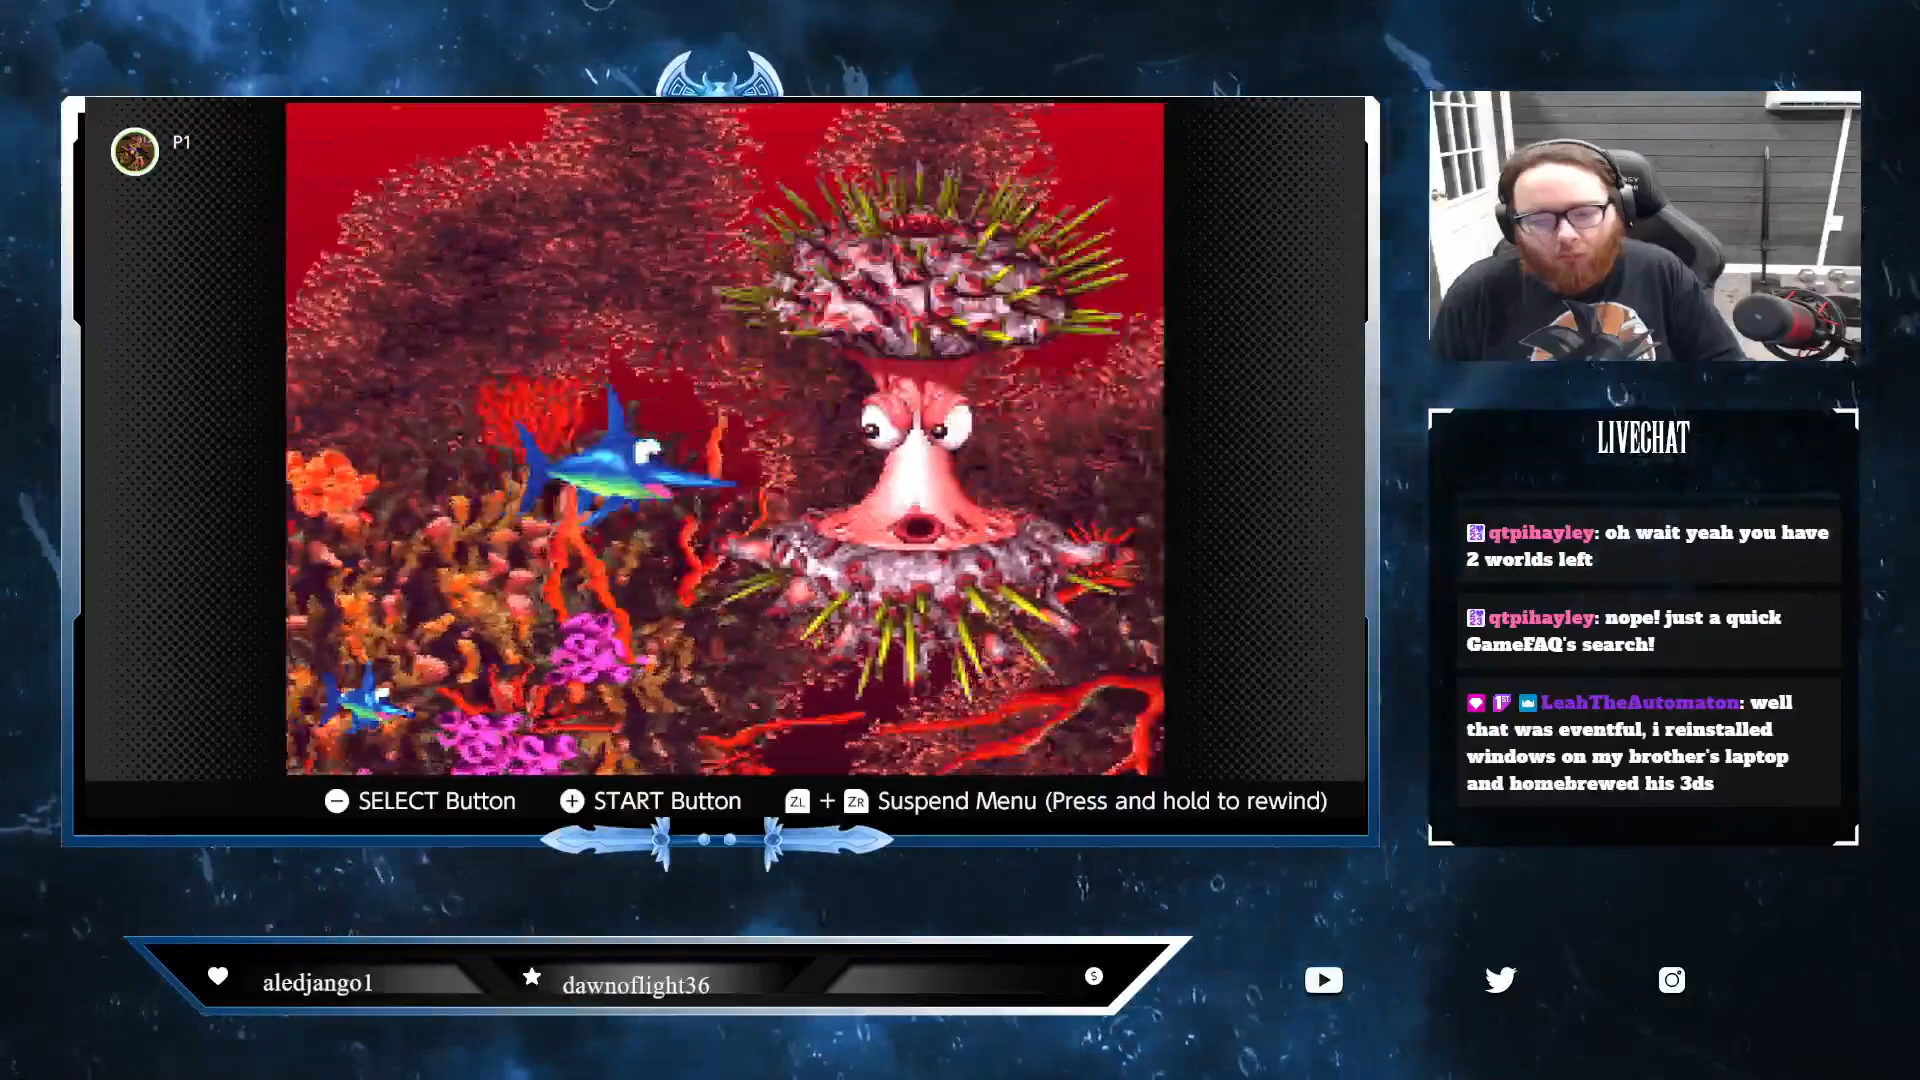 P1
SELECT Button
START Button
ZL + ZR Suspend Menu (Press and hold to rewind)
LIVECHAT
qtpihayley: oh wait yeah you have
2 worlds left
qtpihayley: nope! just a quick
GameFAQ's search!
LeahTheAutomaton: well
that was eventful, i reinstalled
windows on my brother's laptop
and homebrewed his 3ds
aledjango1
dawnoflight36